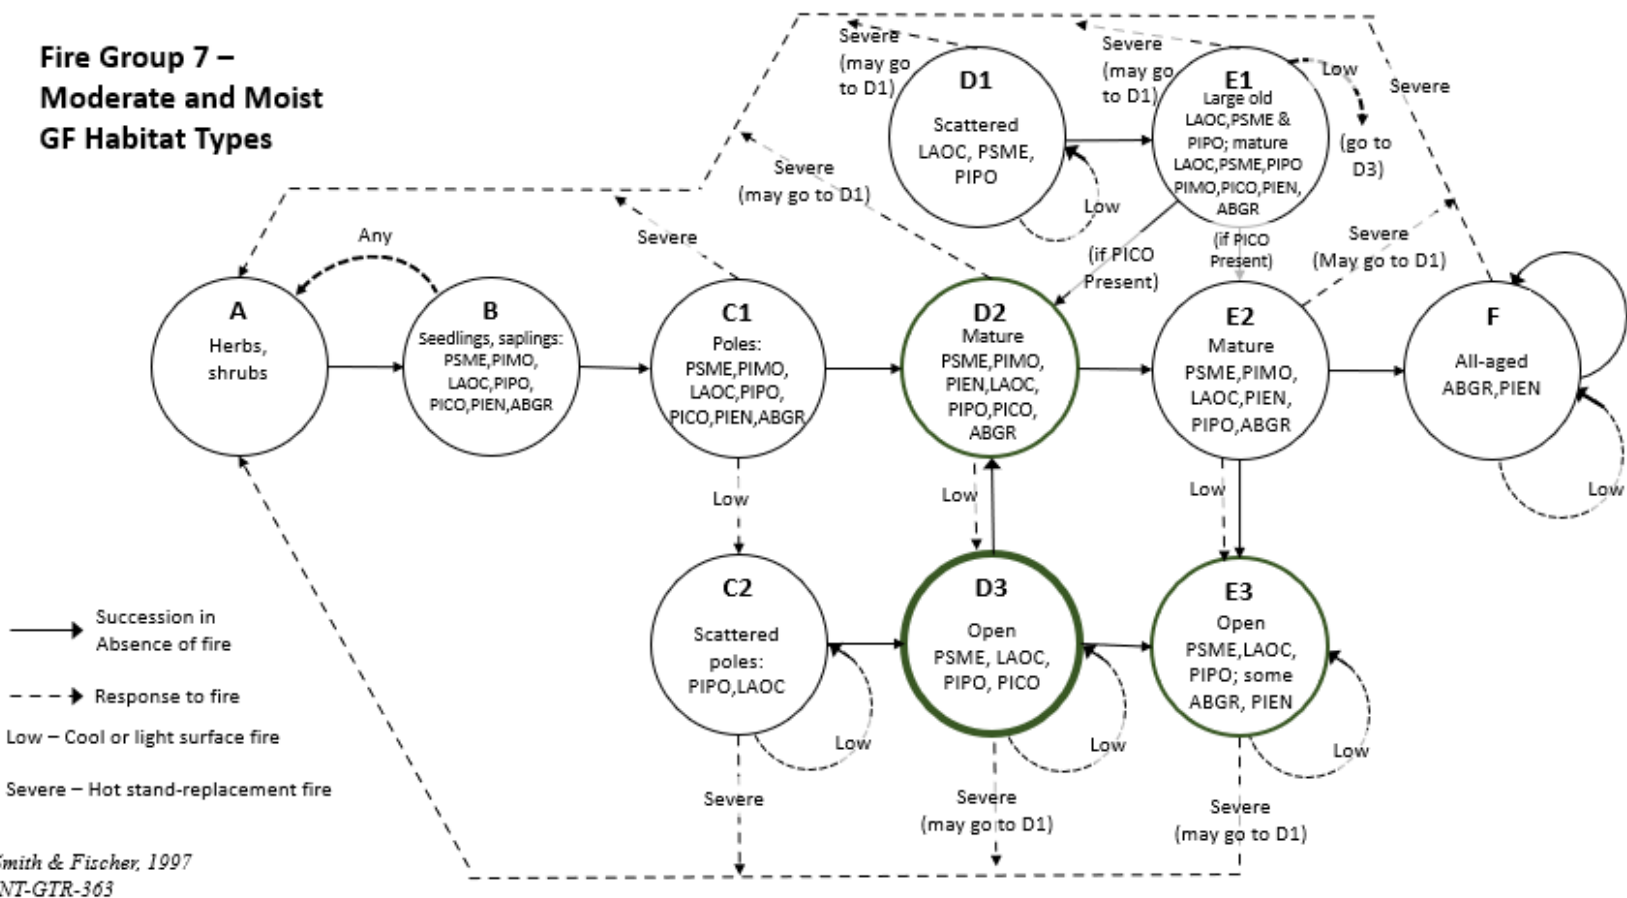 Fire Group 7 –
Moderate and Moist
GF Habitat Types
Severe
(may go
to D1)
D1
Scattered
LAOC, PSME,
PIPO
Low
Severe
(may go
to D1)
E1
Large old
LAOC,PSME &
PIPO; mature
LAOC,PSME,PIPO
PIMO,PICO,PIEN,
ABGR
Low
(go to
D3)
Severe
Severe
(may go to D1)
(if PICO
Present)
(if PICO
Present)
Severe
(May go to D1)
Any
Severe
A
Herbs,
shrubs
B
Seedlings, saplings:
PSME,PIMO,
LAOC,PIPO,
PICO,PIEN,ABGR
C1
Poles:
PSME,PIMO,
LAOC,PIPO,
PICO,PIEN,ABGR
D2
Mature
PSME,PIMO,
PIEN,LAOC,
PIPO,PICO,
ABGR
E2
Mature
PSME,PIMO,
LAOC,PIEN,
PIPO,ABGR
F
All-aged
ABGR,PIEN
Low
Low
Low
Low
C2
Scattered
poles:
PIPO,LAOC
D3
Open
PSME, LAOC,
PIPO, PICO
E3
Open
PSME,LAOC,
PIPO; some
ABGR, PIEN
Low
Low
Low
Severe
Severe
(may go to D1)
Severe
(may go to D1)
Succession in
Absence of fire
Response to fire
Low – Cool or light surface fire
Severe – Hot stand-replacement fire
mith & Fischer, 1997
NT-GTR-363